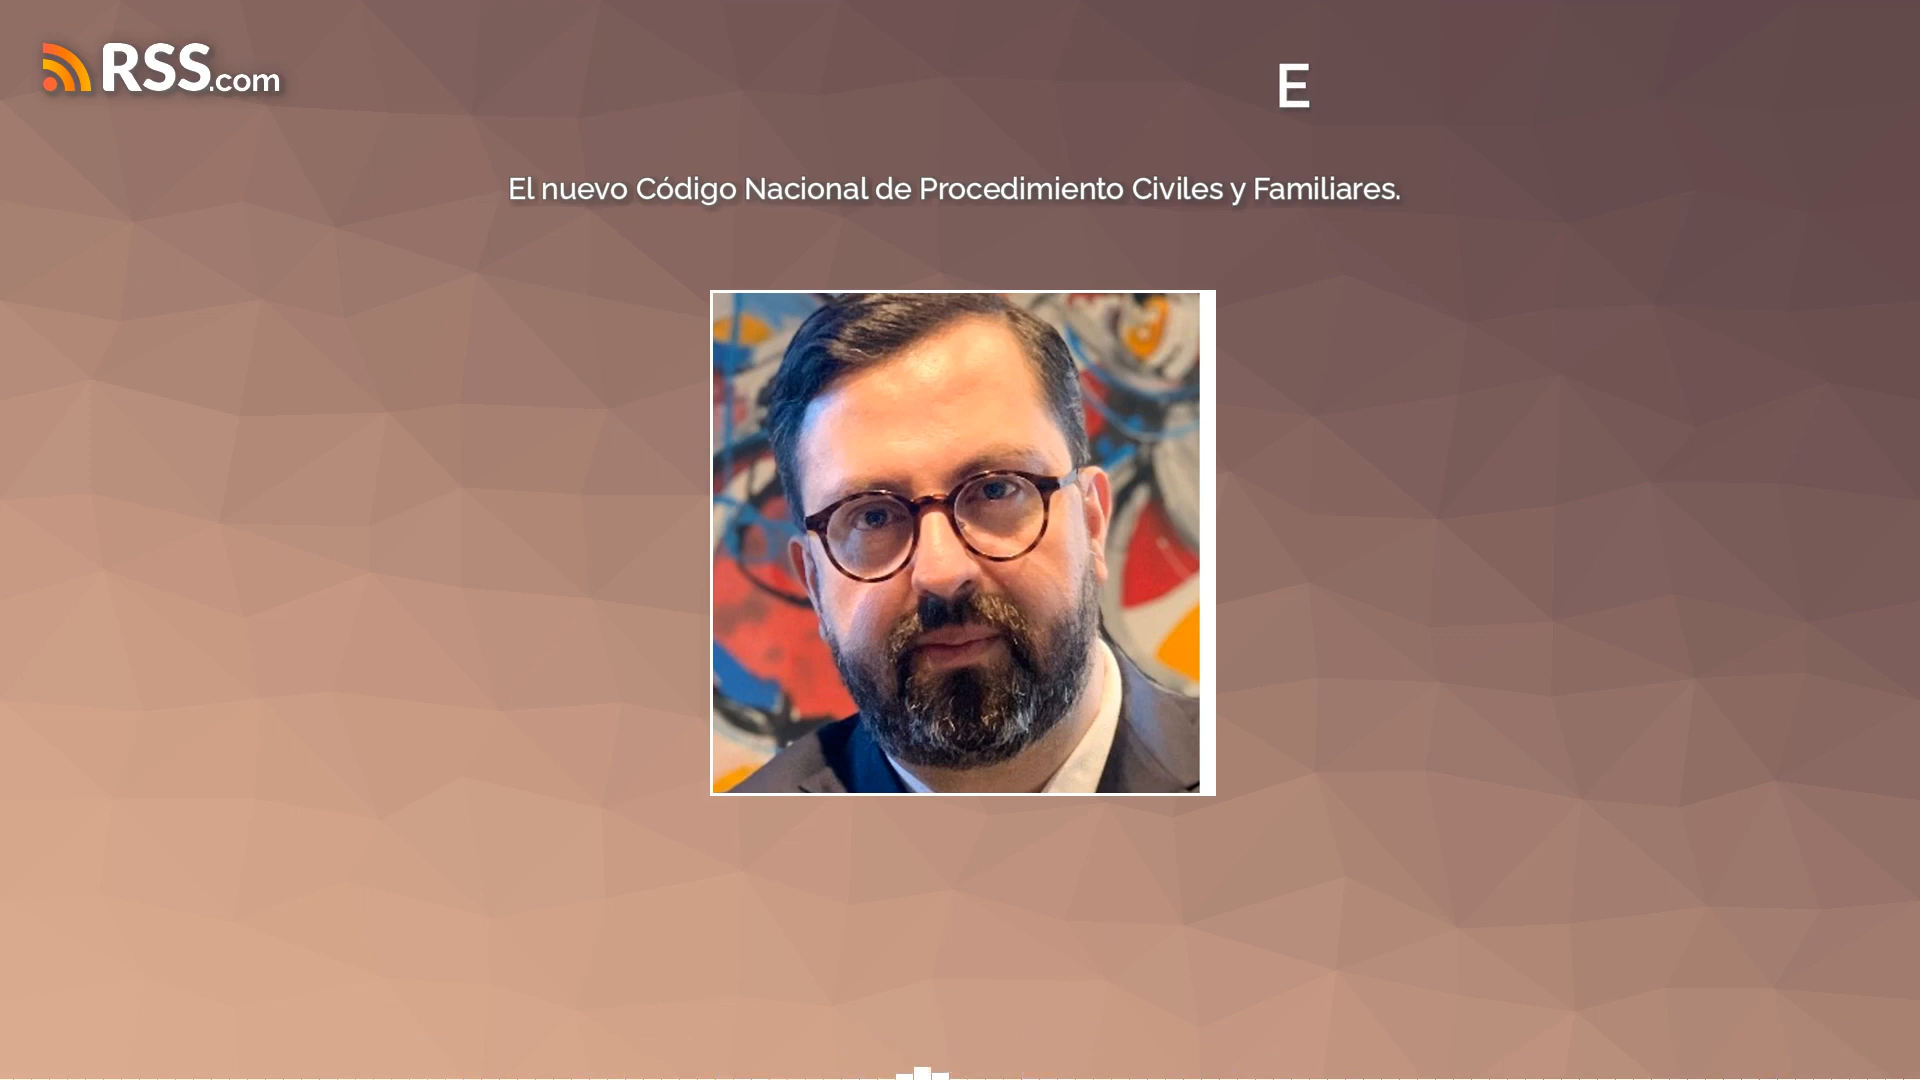 RSS.com
E
El nuevo Código Nacional de Procedimiento Civiles y Familiares.